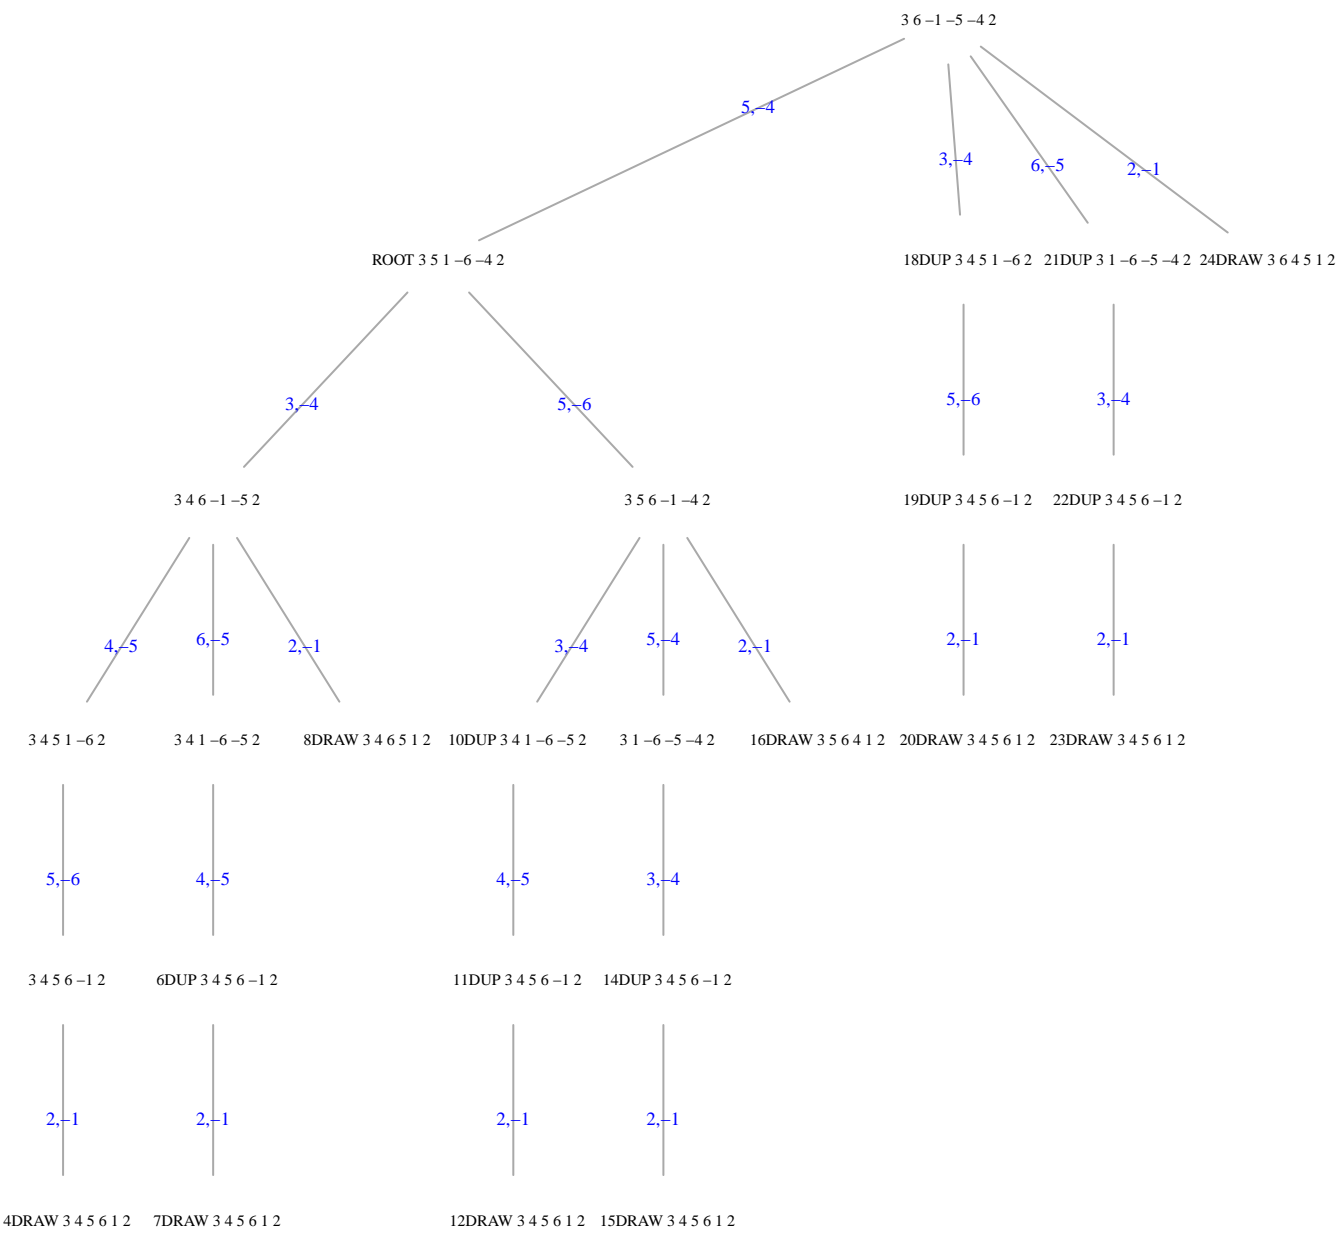 3 6 –1 –5 –4 2
5,–4
3,–4
6,–5
2,–1
ROOT 3 5 1 –6 –4 2
18DUP 3 4 5 1 –6 2
21DUP 3 1 –6 –5 –4 2
24DRAW 3 6 4 5 1 2
3,–4
5,–6
5,–6
3,–4
3 4 6 –1 –5 2
3 5 6 –1 –4 2
19DUP 3 4 5 6 –1 2
22DUP 3 4 5 6 –1 2
4,–5
6,–5
2,–1
3,–4
5,–4
2,–1
2,–1
2,–1
3 4 5 1 –6 2
3 4 1 –6 –5 2
8DRAW 3 4 6 5 1 2
10DUP 3 4 1 –6 –5 2
3 1 –6 –5 –4 2
16DRAW 3 5 6 4 1 2
20DRAW 3 4 5 6 1 2
23DRAW 3 4 5 6 1 2
5,–6
4,–5
4,–5
3,–4
3 4 5 6 –1 2
6DUP 3 4 5 6 –1 2
11DUP 3 4 5 6 –1 2
14DUP 3 4 5 6 –1 2
2,–1
2,–1
2,–1
2,–1
4DRAW 3 4 5 6 1 2
7DRAW 3 4 5 6 1 2
12DRAW 3 4 5 6 1 2
15DRAW 3 4 5 6 1 2